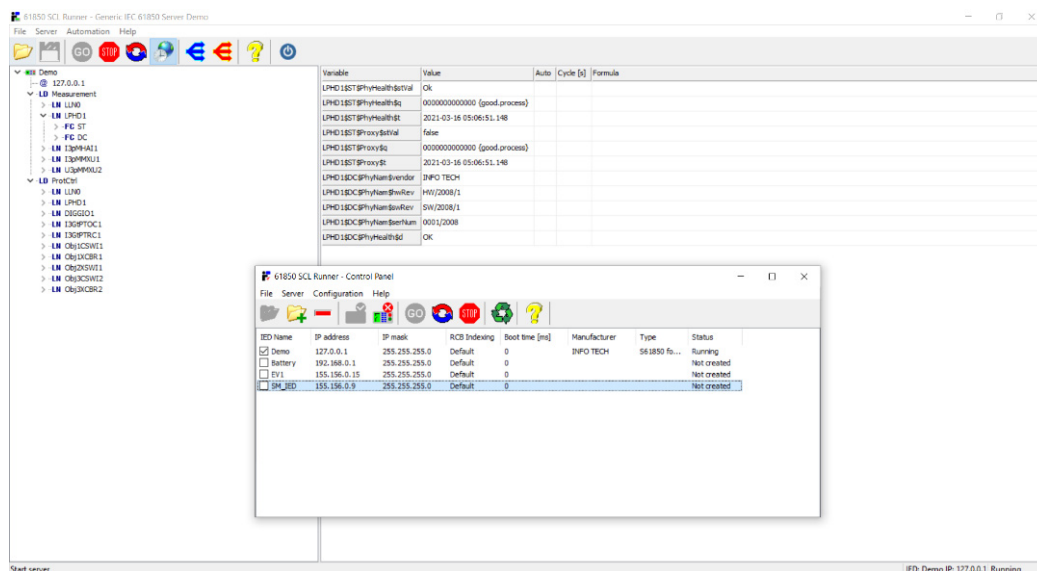 61850 SCL Runner - Generic IEC 61850 Server Demo
File Server Automation Help
GO STOP
Demo
127.0.0.1
LD Measurement
LN LLN0
LN LPHD1
FC ST
FC DC
LN I3pMHAI1
LN I3pMMXU1
LN U3pMMXU2
LD ProtCtrl
LN LLN0
LN LPHD1
LN DIGGIO1
LN I3GtPTOC1
LN I3GtPTRC1
LN Obj1CSWI1
LN Obj1XCBR1
LN Obj2XSWI1
LN Obj3CSWI2
LN Obj3XCBR2
Variable Value Auto Cycle [s] Formula
LPHD1$ST$PhyHealth$stVal Ok
LPHD1$ST$PhyHealth$q 0000000000000 {good.process}
LPHD1$ST$PhyHealth$t 2021-03-16 05:06:51.148
LPHD1$ST$Proxy$stVal false
LPHD1$ST$Proxy$q 0000000000000 {good.process}
LPHD1$ST$Proxy$t 2021-03-16 05:06:51.148
LPHD1$DC$PhyNam$vendor INFO TECH
LPHD1$DC$PhyNam$hwRev HW/2008/1
LPHD1$DC$PhyNam$swRev SW/2008/1
LPHD1$DC$PhyNam$serNum 0001/2008
LPHD1$DC$PhyHealth$d OK
61850 SCL Runner - Control Panel
File Server Configuration Help
GO STOP
IED Name IP address IP mask RCB Indexing Boot time [ms] Manufacturer Type Status
Demo 127.0.0.1 255.255.255.0 Default 0 INFO TECH S61850 fo... Running
Battery 192.168.0.1 255.255.255.0 Default 0 Not created
EV1 155.156.0.15 255.255.255.0 Default 0 Not created
SM_IED 155.156.0.9 255.255.255.0 Default 0 Not created
Start server
IED: Demo IP: 127.0.0.1 Running